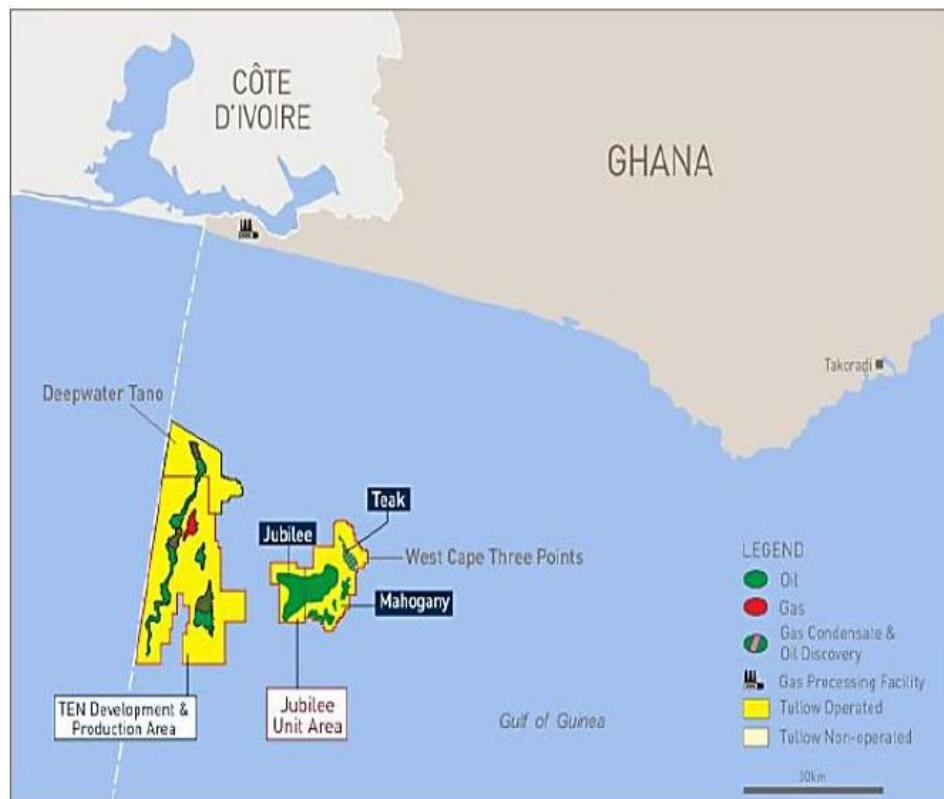 CÔTE
D'IVOIRE
GHANA
Takoradi
Deepwater Tano
Teak
Jubilee
West Cape Three Points
Mahogany
TEN Development &
Production Area
Jubilee
Unit Area
Gulf of Guinea
LEGEND
Oil
Gas
Gas Condensale &
Oil Discovery
Gas Processing Facility
Tullow Operated
Tullow Non-operated
30km